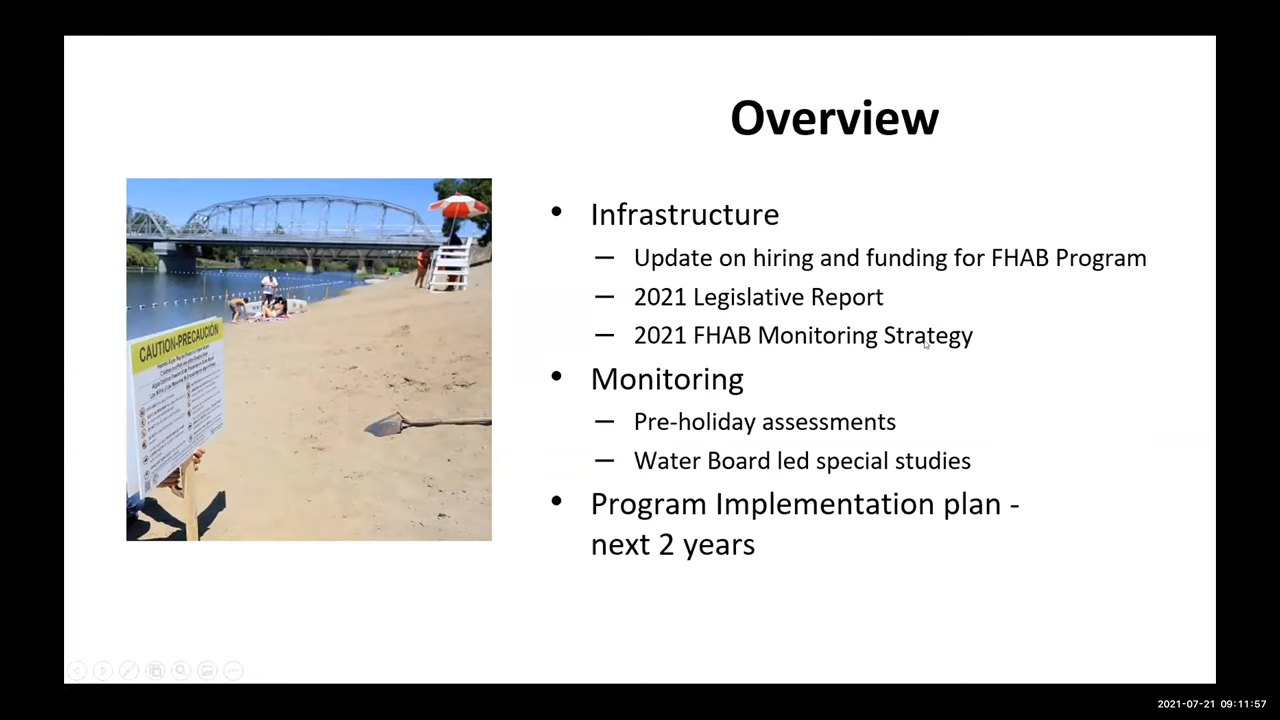 Overview
• Infrastructure
— Update on hiring and funding for FHAB Program
— 2021 Legislative Report
— 2021 FHAB Monitoring Strategy
• Monitoring
— Pre-holiday assessments
— Water Board led special studies
• Program Implementation plan -
next 2 years
CAUTION-PRECAUCIÓN
2021-07-21 09:11:57